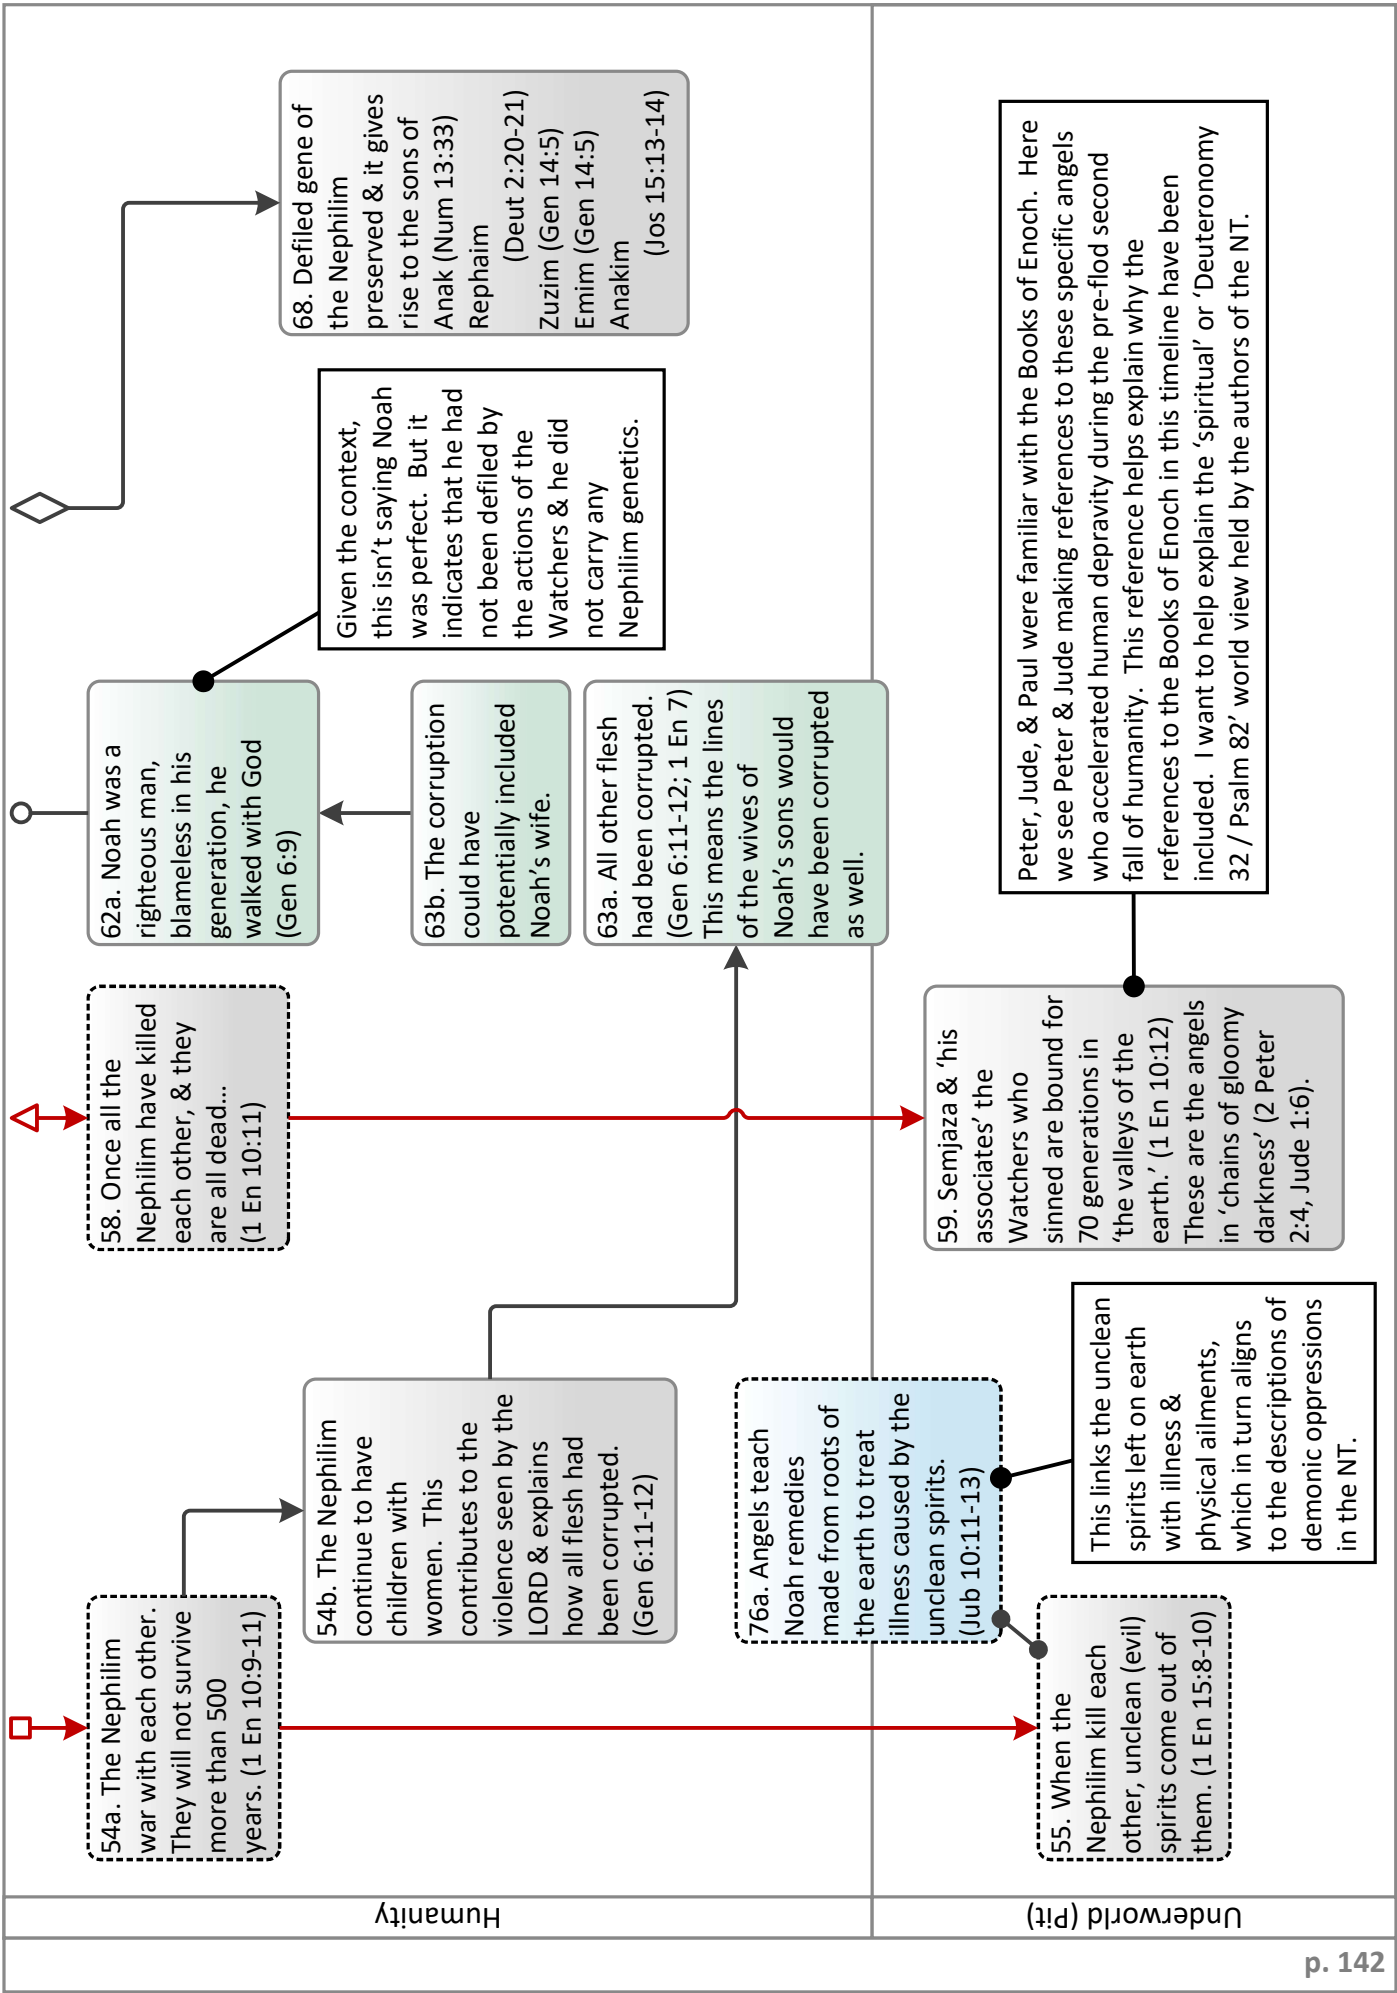 Humanity
54a. The Nephilim
war with each other.
They will not survive
more than 500
years. (1 En 10:9-11)
54b. The Nephilim
continue to have
children with
women.  This
contributes to the
violence seen by the
LORD & explains
how all flesh had
been corrupted.
(Gen 6:11-12)
58. Once all the
Nephilim have killed
each other, & they
are all dead...
(1 En 10:11)
62a. Noah was a
righteous man,
blameless in his
generation, he
walked with God
(Gen 6:9)
63b. The corruption
could have
potentially included
Noah’s wife.
63a. All other flesh
had been corrupted.
(Gen 6:11-12; 1 En 7)
This means the lines
of the wives of
Noah’s sons would
have been corrupted
as well.
Given the context,
this isn’t saying Noah
was perfect.  But it
indicates that he had
not been defiled by
the actions of the
Watchers & he did
not carry any
Nephilim genetics.
68. Defiled gene of
the Nephilim
preserved & it gives
rise to the sons of
Anak (Num 13:33)
Rephaim
(Deut 2:20-21)
Zuzim (Gen 14:5)
Emim (Gen 14:5)
Anakim
(Jos 15:13-14)
76a. Angels teach
Noah remedies
made from roots of
the earth to treat
illness caused by the
unclean spirits.
(Jub 10:11-13)
Underworld (Pit)
55. When the
Nephilim kill each
other, unclean (evil)
spirits come out of
them. (1 En 15:8-10)
This links the unclean
spirits left on earth
with illness &
physical ailments,
which in turn aligns
to the descriptions of
demonic oppressions
in the NT.
59. Semjaza & ‘his
associates’ the
Watchers who
sinned are bound for
70 generations in
‘the valleys of the
earth.’ (1 En 10:12)
These are the angels
in ‘chains of gloomy
darkness’ (2 Peter
2:4, Jude 1:6).
Peter, Jude, & Paul were familiar with the Books of Enoch.  Here
we see Peter & Jude making references to these specific angels
who accelerated human depravity during the pre-flod second
fall of humanity.  This reference helps explain why the
references to the Books of Enoch in this timeline have been
included.  I want to help explain the ‘spiritual’ or ‘Deuteronomy
32 / Psalm 82’ world view held by the authors of the NT.
p. 142